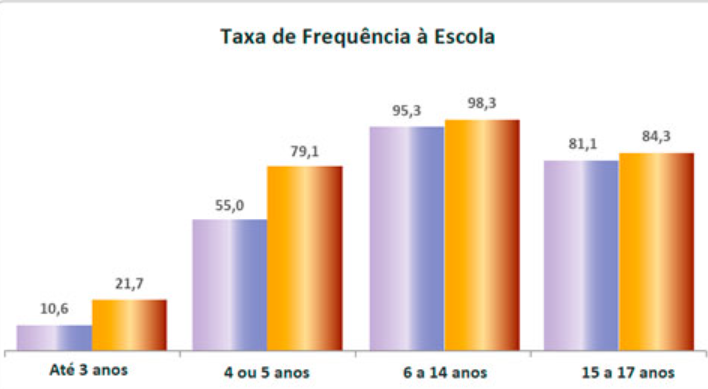 Taxa de Frequência à Escola
10,6
21,7
55,0
79,1
95,3
98,3
81,1
84,3
Até 3 anos
4 ou 5 anos
6 a 14 anos
15 a 17 anos